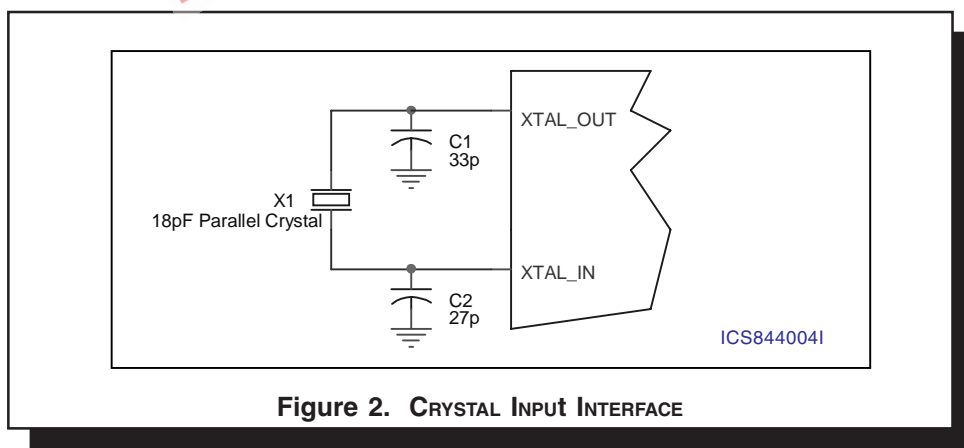 XTAL_OUT
C1
33p
X1
18pF Parallel Crystal
XTAL_IN
C2
27p
ICS844004I
Figure 2. CRYSTAL INPUT INTERFACE